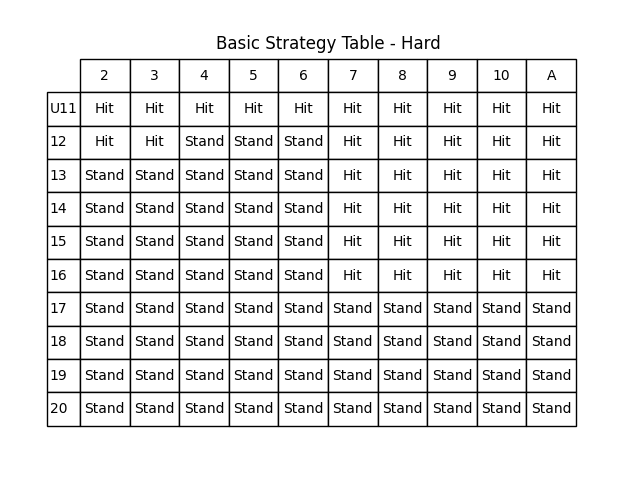 Basic Strategy Table - Hard
2 3 4 5 6 7 8 9 10 A
U11 Hit Hit Hit Hit Hit Hit Hit Hit Hit Hit
12 Hit Hit Stand Stand Stand Hit Hit Hit Hit Hit
13 Stand Stand Stand Stand Stand Hit Hit Hit Hit Hit
14 Stand Stand Stand Stand Stand Hit Hit Hit Hit Hit
15 Stand Stand Stand Stand Stand Hit Hit Hit Hit Hit
16 Stand Stand Stand Stand Stand Hit Hit Hit Hit Hit
17 Stand Stand Stand Stand Stand Stand Stand Stand Stand Stand
18 Stand Stand Stand Stand Stand Stand Stand Stand Stand Stand
19 Stand Stand Stand Stand Stand Stand Stand Stand Stand Stand
20 Stand Stand Stand Stand Stand Stand Stand Stand Stand Stand